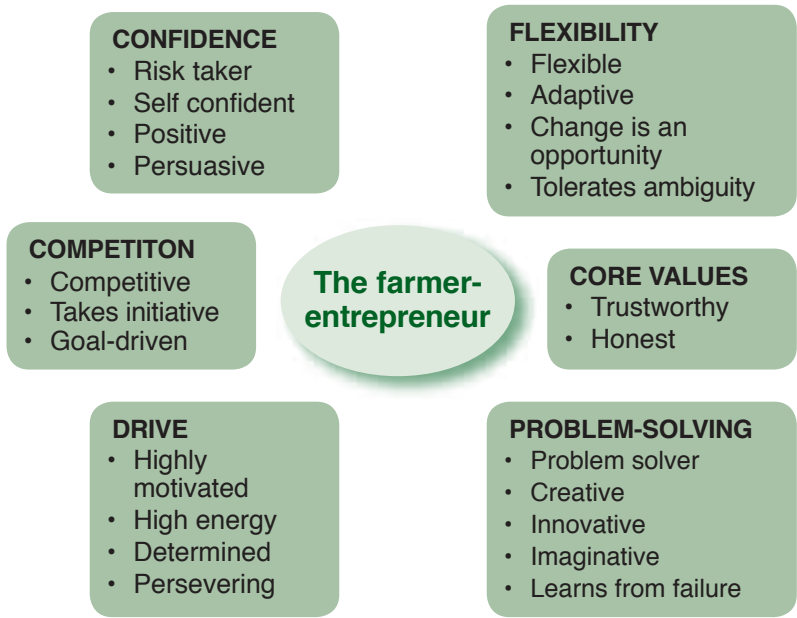 CONFIDENCE
• Risk taker
• Self confident
• Positive
• Persuasive
FLEXIBILITY
• Flexible
• Adaptive
• Change is an
opportunity
• Tolerates ambiguity
COMPETITON
• Competitive
• Takes initiative
• Goal-driven
The farmer-
entrepreneur
CORE VALUES
• Trustworthy
• Honest
DRIVE
• Highly
motivated
• High energy
• Determined
• Persevering
PROBLEM-SOLVING
• Problem solver
• Creative
• Innovative
• Imaginative
• Learns from failure